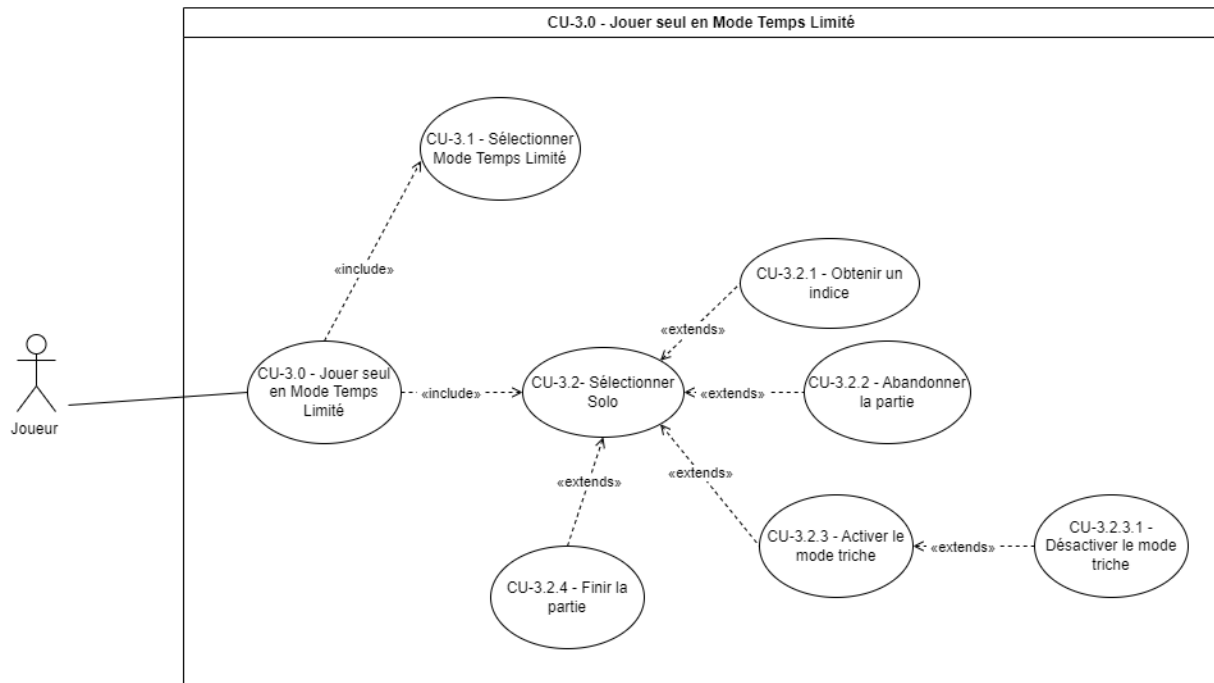 CU-3.0 - Jouer seul en Mode Temps Limité
CU-3.1 - Sélectionner
Mode Temps Limité
«include»
CU-3.2.1 - Obtenir un
indice
«extends»
Joueur
CU-3.0 - Jouer seul
en Mode Temps
Limité
«include»
CU-3.2- Sélectionner
Solo
«extends»
CU-3.2.2 - Abandonner
la partie
«extends»
«extends»
CU-3.2.4 - Finir la
partie
CU-3.2.3 - Activer le
mode triche
«extends»
CU-3.2.3.1 -
Désactiver le mode
triche